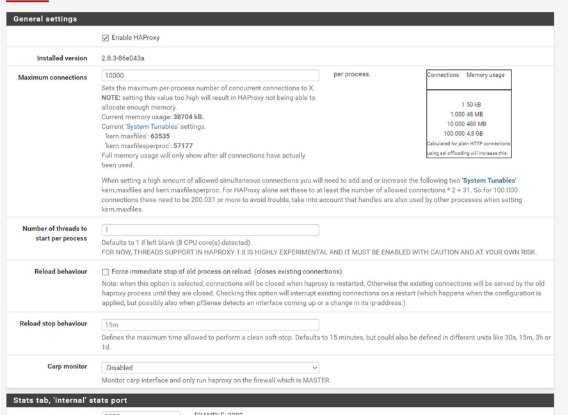 General settings
Enable HAProxy
Installed version 2.8.3-86e043a
Maximum connections 10000 per process.
Sets the maximum per-process number of concurrent connections to X.
NOTE: setting this value too high will result in HAProxy not being able to
allocate enough memory.
Current memory usage: 38704 kB.
Current 'System Tunables' settings.
'kern.maxfiles': 63535
'kern.maxfilesperproc': 57177
Full memory usage will only show after all connections have actually
been used.
Connections Memory usage
1 50 kB
1.000 48 MB
10.000 488 MB
100.000 4,8 GB
Calculated for plain HTTP connections,
using ssl offloading will increase this.
When setting a high amount of allowed simultaneous connections you will need to add and or increase the following two 'System Tunables'
kern.maxfiles and kern.maxfilesperproc. For HAProxy alone set these to at least the number of allowed connections * 2 + 31. So for 100.000
connections these need to be 200.031 or more to avoid trouble, take into account that handles are also used by other processes when setting
kern.maxfiles.
Number of threads to
start per process
1
Defaults to 1 if left blank (8 CPU core(s) detected).
FOR NOW, THREADS SUPPORT IN HAPROXY 1.8 IS HIGHLY EXPERIMENTAL AND IT MUST BE ENABLED WITH CAUTION AND AT YOUR OWN RISK.
Reload behaviour Force immediate stop of old process on reload. (closes existing connections)
Note: when this option is selected, connections will be closed when haproxy is restarted. Otherwise the existing connections will be served by the old
haproxy process until they are closed. Checking this option will interrupt existing connections on a restart (which happens when the configuration is
applied, but possibly also when pfSense detects an interface coming up or a change in its ip-address.)
Reload stop behaviour 15m
Defines the maximum time allowed to perform a clean soft-stop. Defaults to 15 minutes, but could also be defined in different units like 30s, 15m, 3h or
1d.
Carp monitor Disabled
Monitor carp interface and only run haproxy on the firewall which is MASTER.
Stats tab, 'internal' stats port